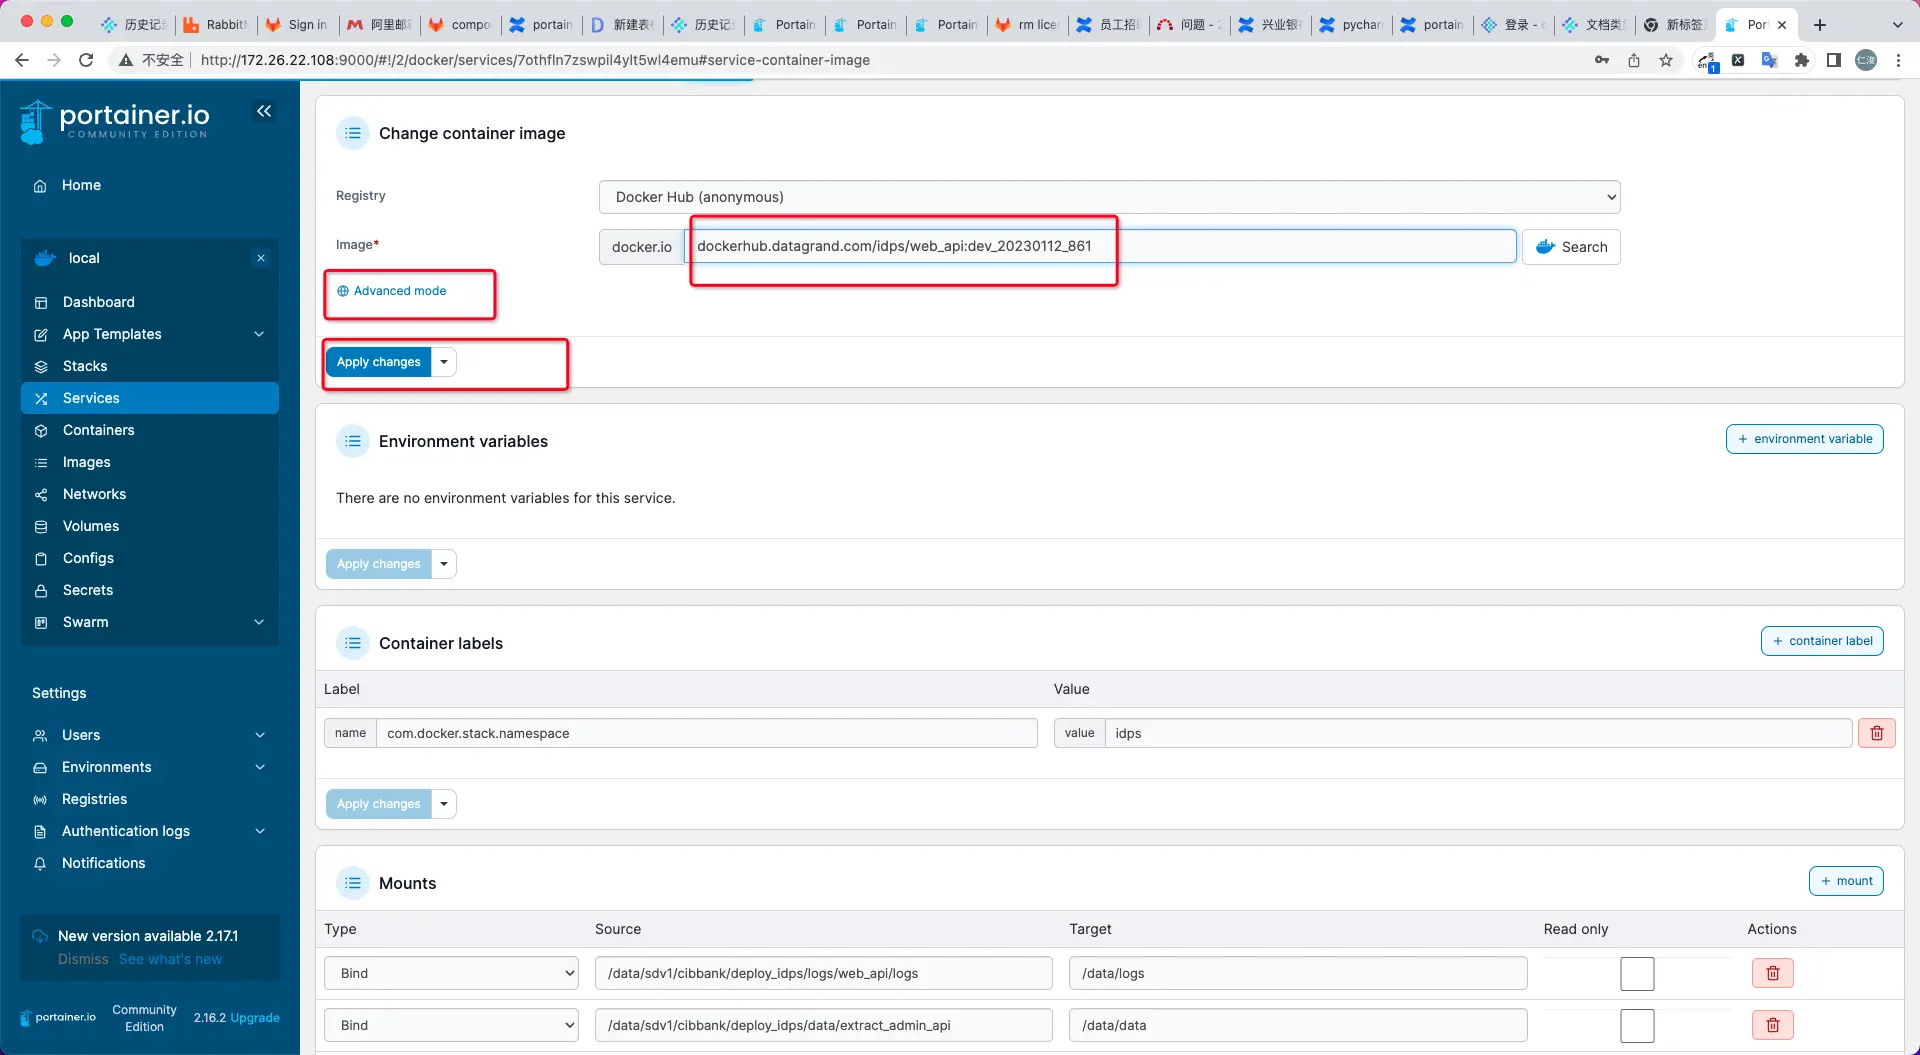 历史记录
Rabbit
Sign in
阿里邮
compo
portain
新建表
历史记
Portain
Portain
Portain
rm lice
员工招
问题 - 2
兴业银
pychar
portain
登录 -
文档类
新标签
Por
不安全 http://172.26.22.108:9000/#!/2/docker/services/7othfln7zswpil4ylt5wl4emu#service-container-image
1
仁浚
portainer.io
COMMUNITY EDITION
Home
local
Dashboard
App Templates
Stacks
Services
Containers
Images
Networks
Volumes
Configs
Secrets
Swarm
Settings
Users
Environments
Registries
Authentication logs
Notifications
New version available 2.17.1
Dismiss See what's new
portainer.io Community Edition 2.16.2 Upgrade
Change container image
Registry Docker Hub (anonymous)
Image* docker.io dockerhub.datagrand.com/idps/web_api:dev_20230112_861 Search
Advanced mode
Apply changes
Environment variables + environment variable
There are no environment variables for this service.
Apply changes
Container labels + container label
Label Value
name com.docker.stack.namespace value idps
Apply changes
Mounts + mount
Type Source Target Read only Actions
Bind /data/sdv1/cibbank/deploy_idps/logs/web_api/logs /data/logs
Bind /data/sdv1/cibbank/deploy_idps/data/extract_admin_api /data/data